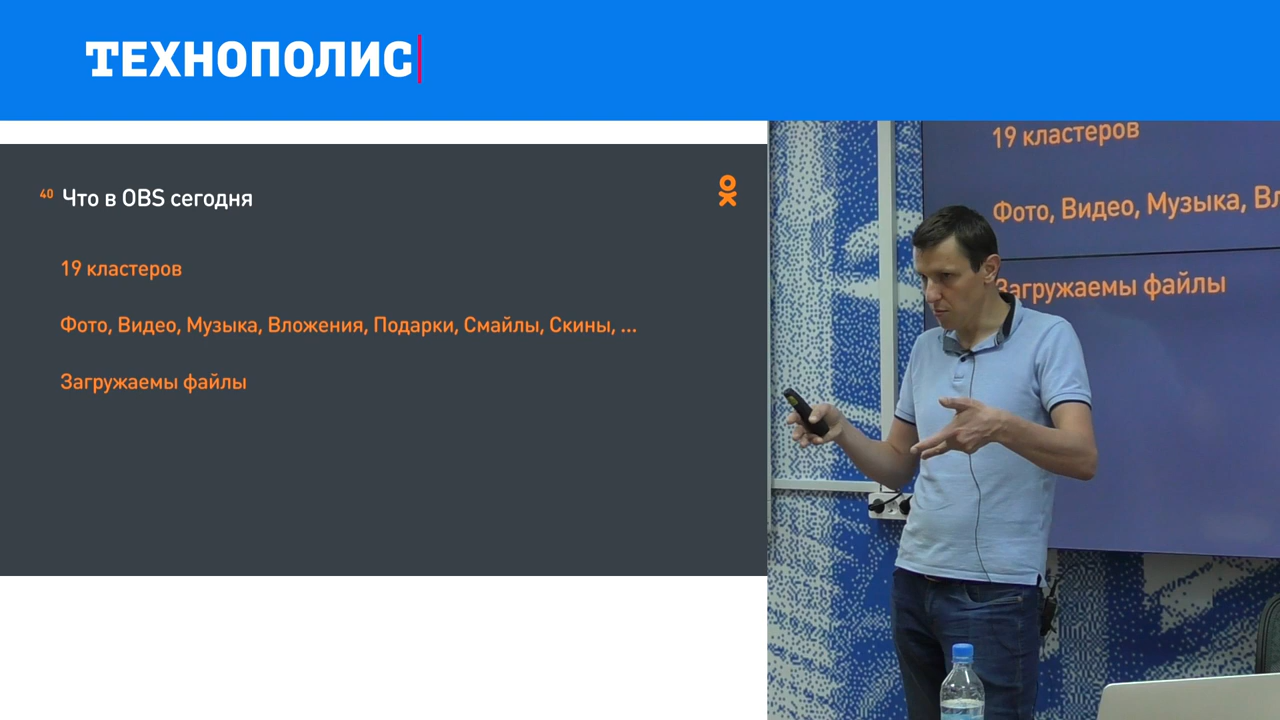 ТЕХНОПОЛИС
40 Что в OBS сегодня
19 кластеров
Фото, Видео, Музыка, Вложения, Подарки, Смайлы, Скины, ...
Загружаемы файлы
19 кластеров
Фото, Видео, Музыка, Вл
Загружаемы файлы